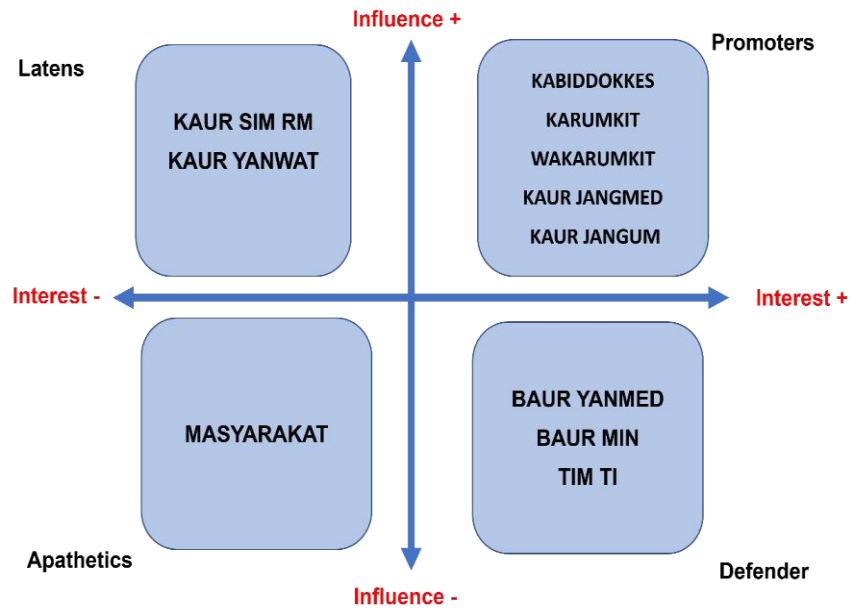 Influence +
Latens
Promoters
KAUR SIM RM
KAUR YANWAT
KABIDDOKKES
KARUMKIT
WAKARUMKIT
KAUR JANGMED
KAUR JANGUM
Interest -
Interest +
MASYARAKAT
BAUR YANMED
BAUR MIN
TIM TI
Apathetics
Defender
Influence -